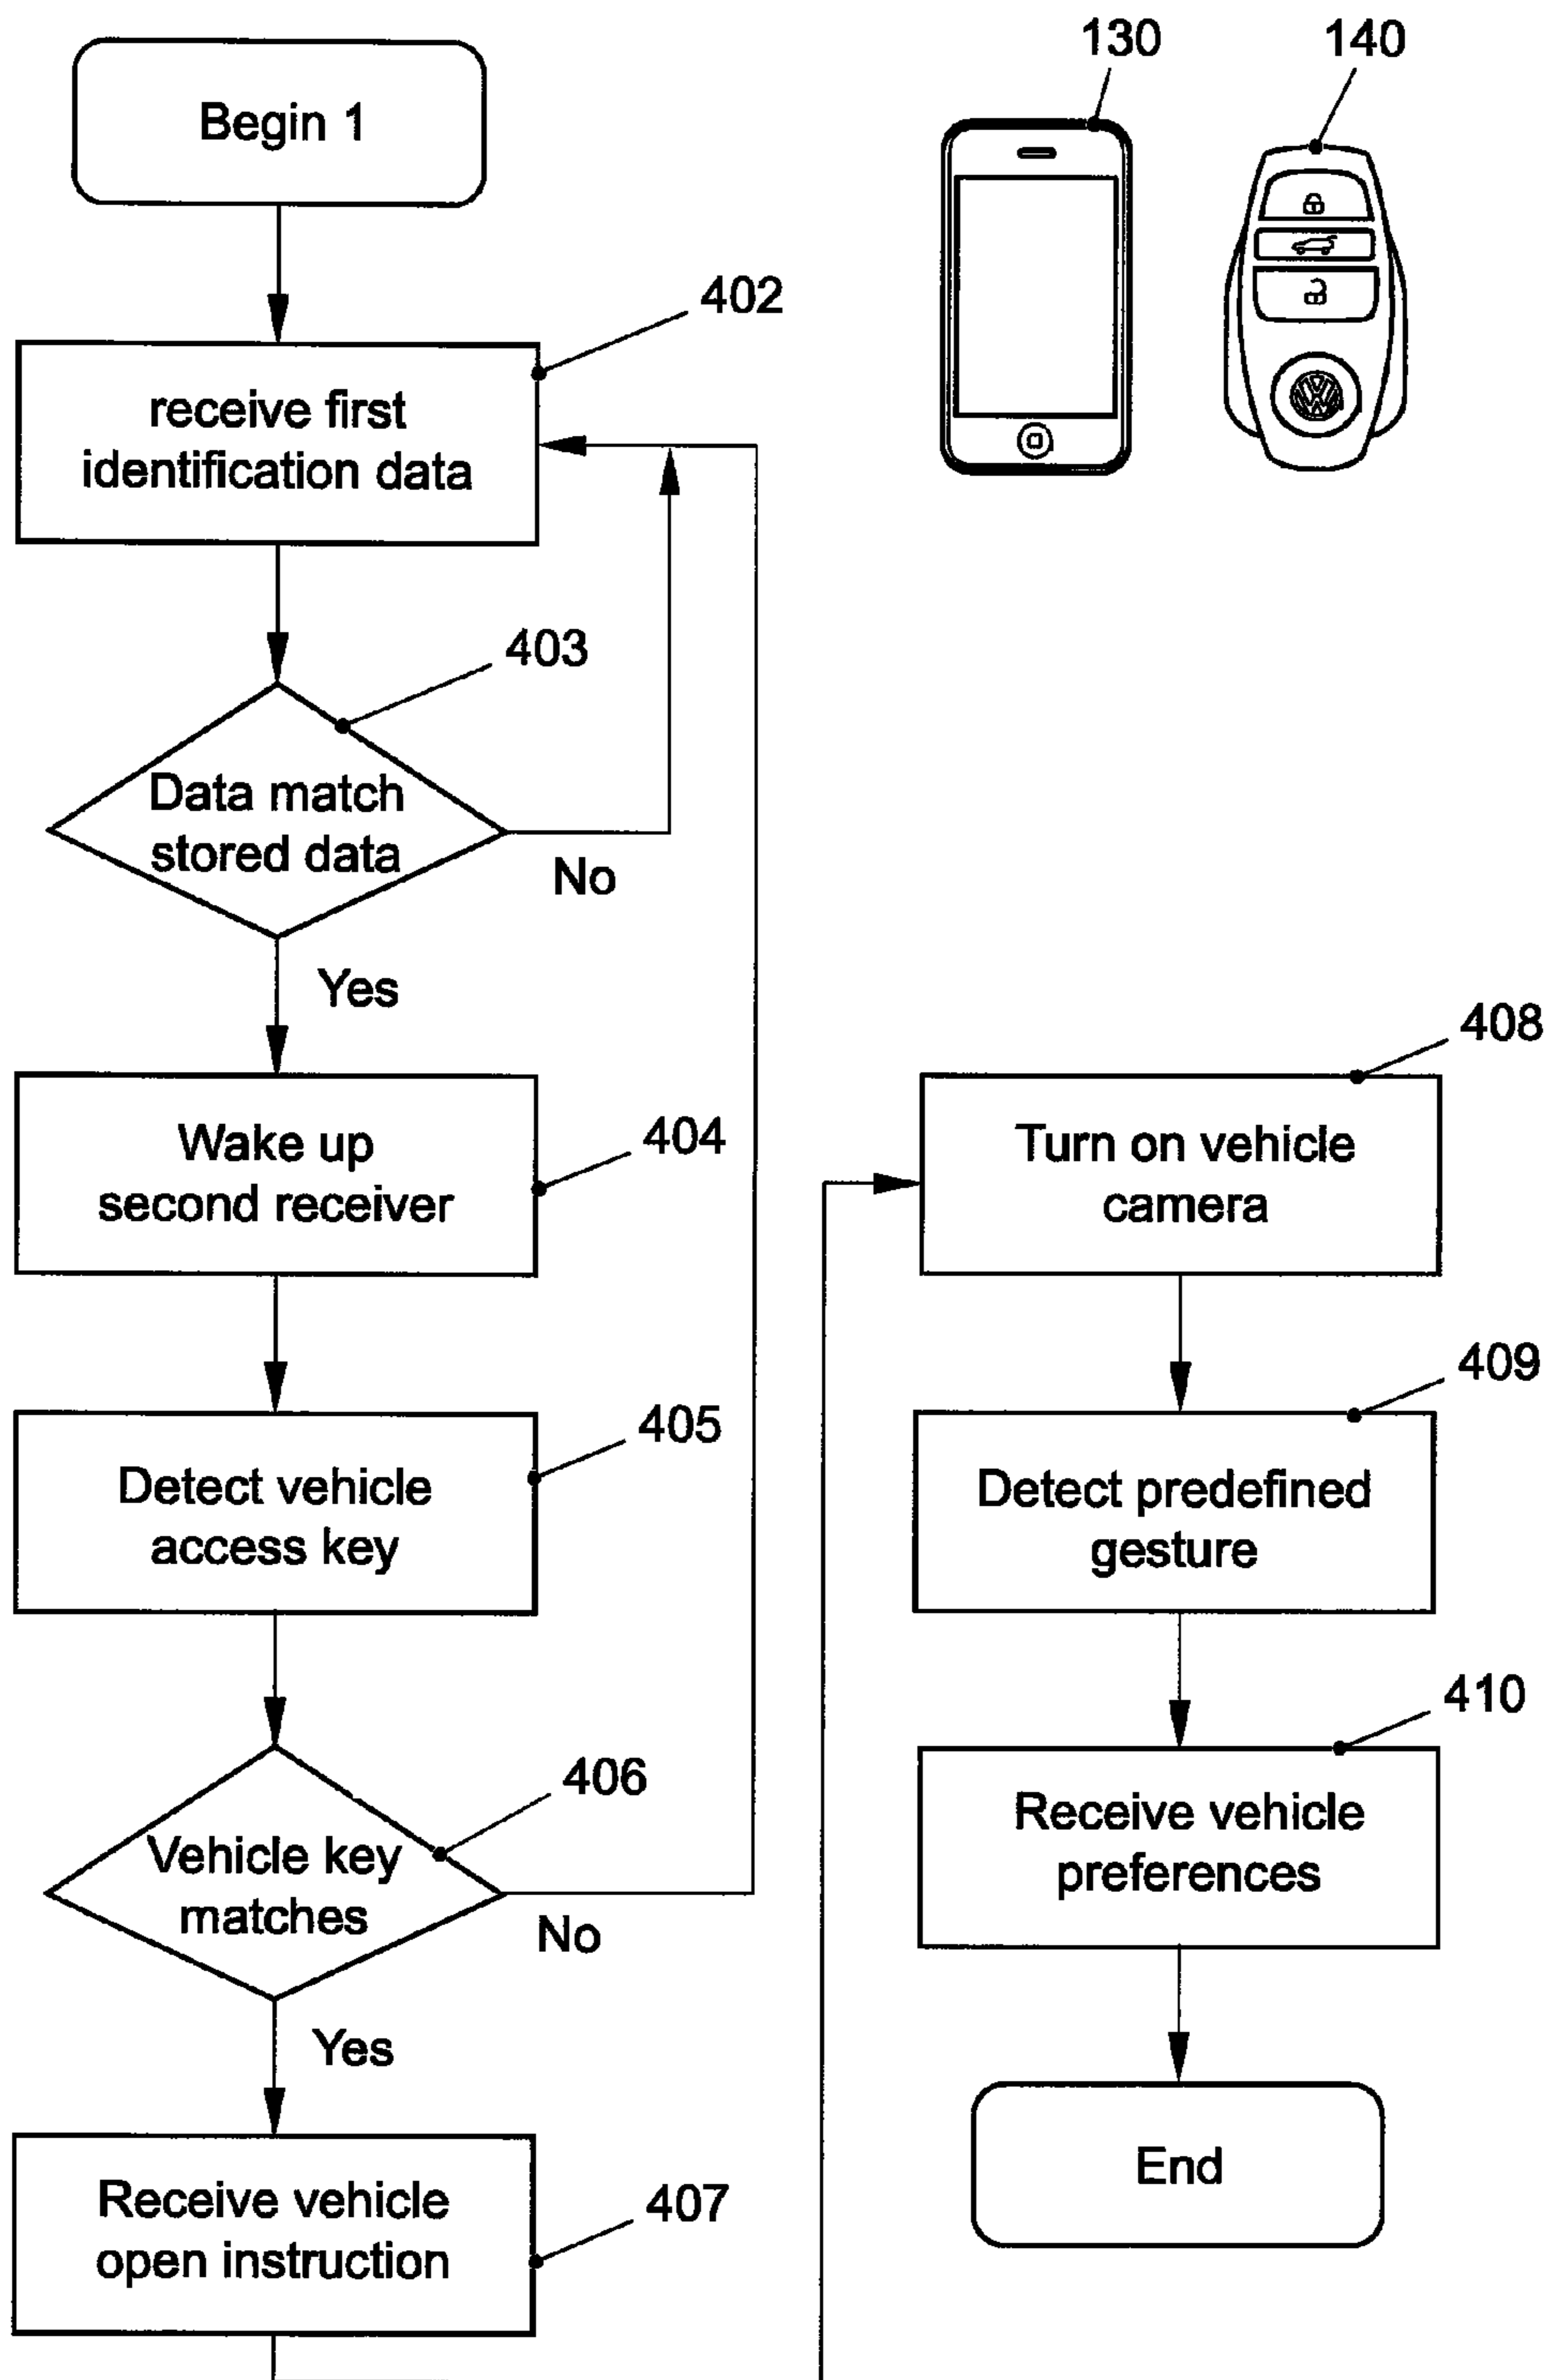 Begin 1
130
140
402
receive first
identification data
403
Data match
stored data
No
Yes
404
Wake up
second receiver
405
Detect vehicle
access key
406
Vehicle key
matches
No
Yes
407
Receive vehicle
open instruction
408
Turn on vehicle
camera
409
Detect predefined
gesture
410
Receive vehicle
preferences
End